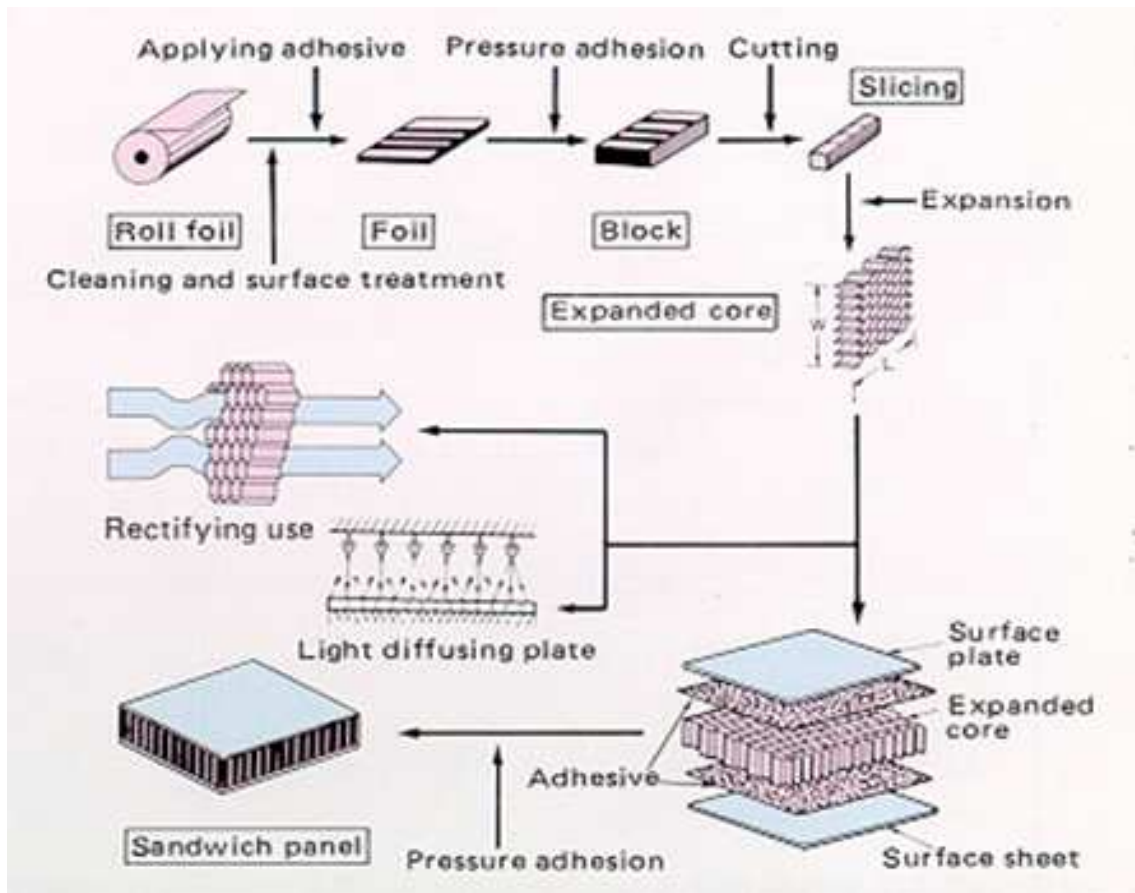 Applying adhesive
Pressure adhesion
Cutting
Slicing
Expansion
Roll foil
Foil
Block
Cleaning and surface treatment
Expanded core
W
L
Rectifying use
Light diffusing plate
Surface
plate
Expanded
core
Adhesive
Sandwich panel
Pressure adhesion
Surface sheet